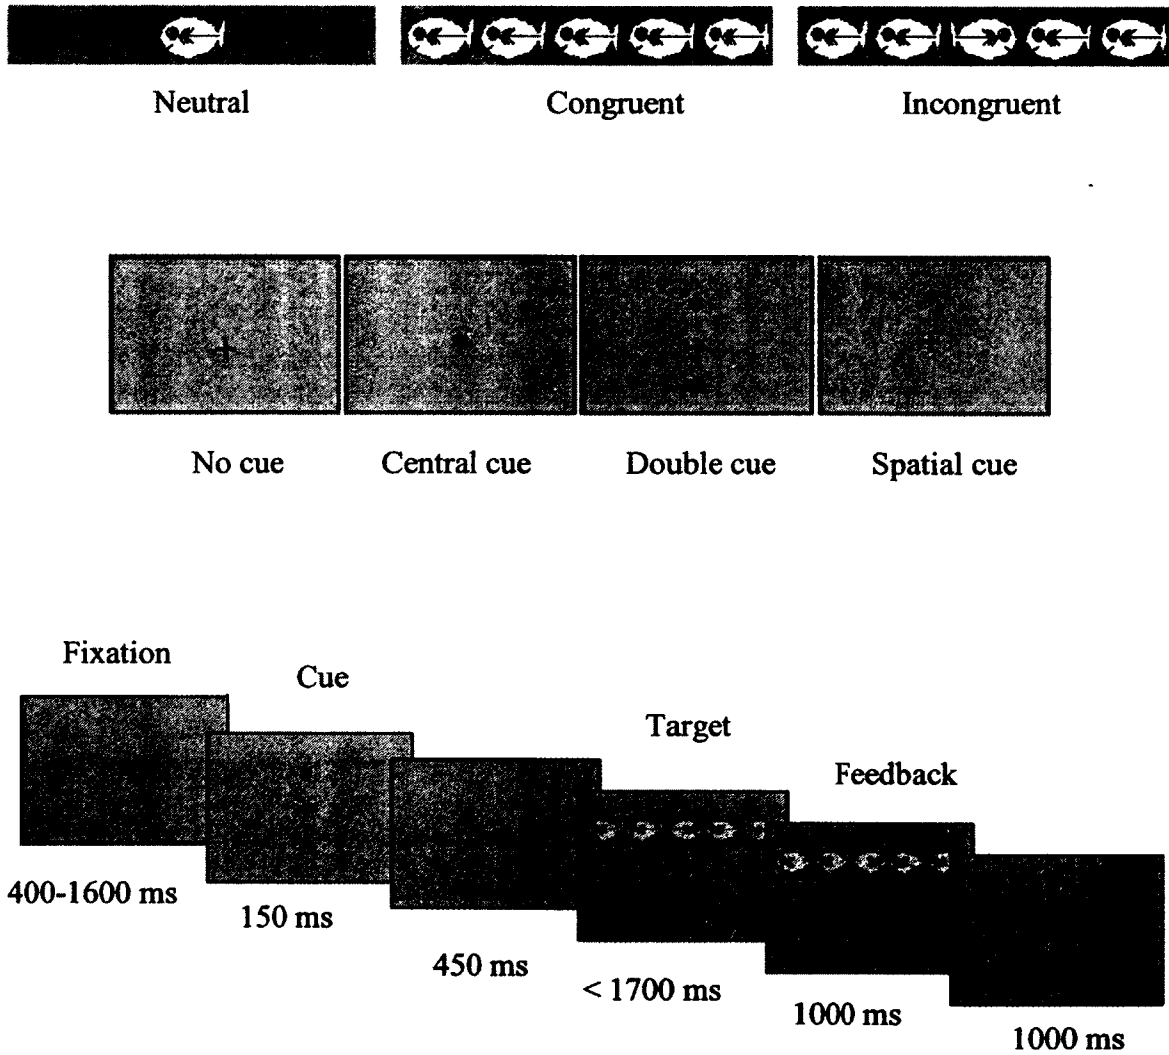 Neutral Congruent Incongruent
No cue Central cue Double cue Spatial cue
Fixation
Cue
Target
Feedback
400-1600 ms
150 ms
450 ms
< 1700 ms
1000 ms
1000 ms